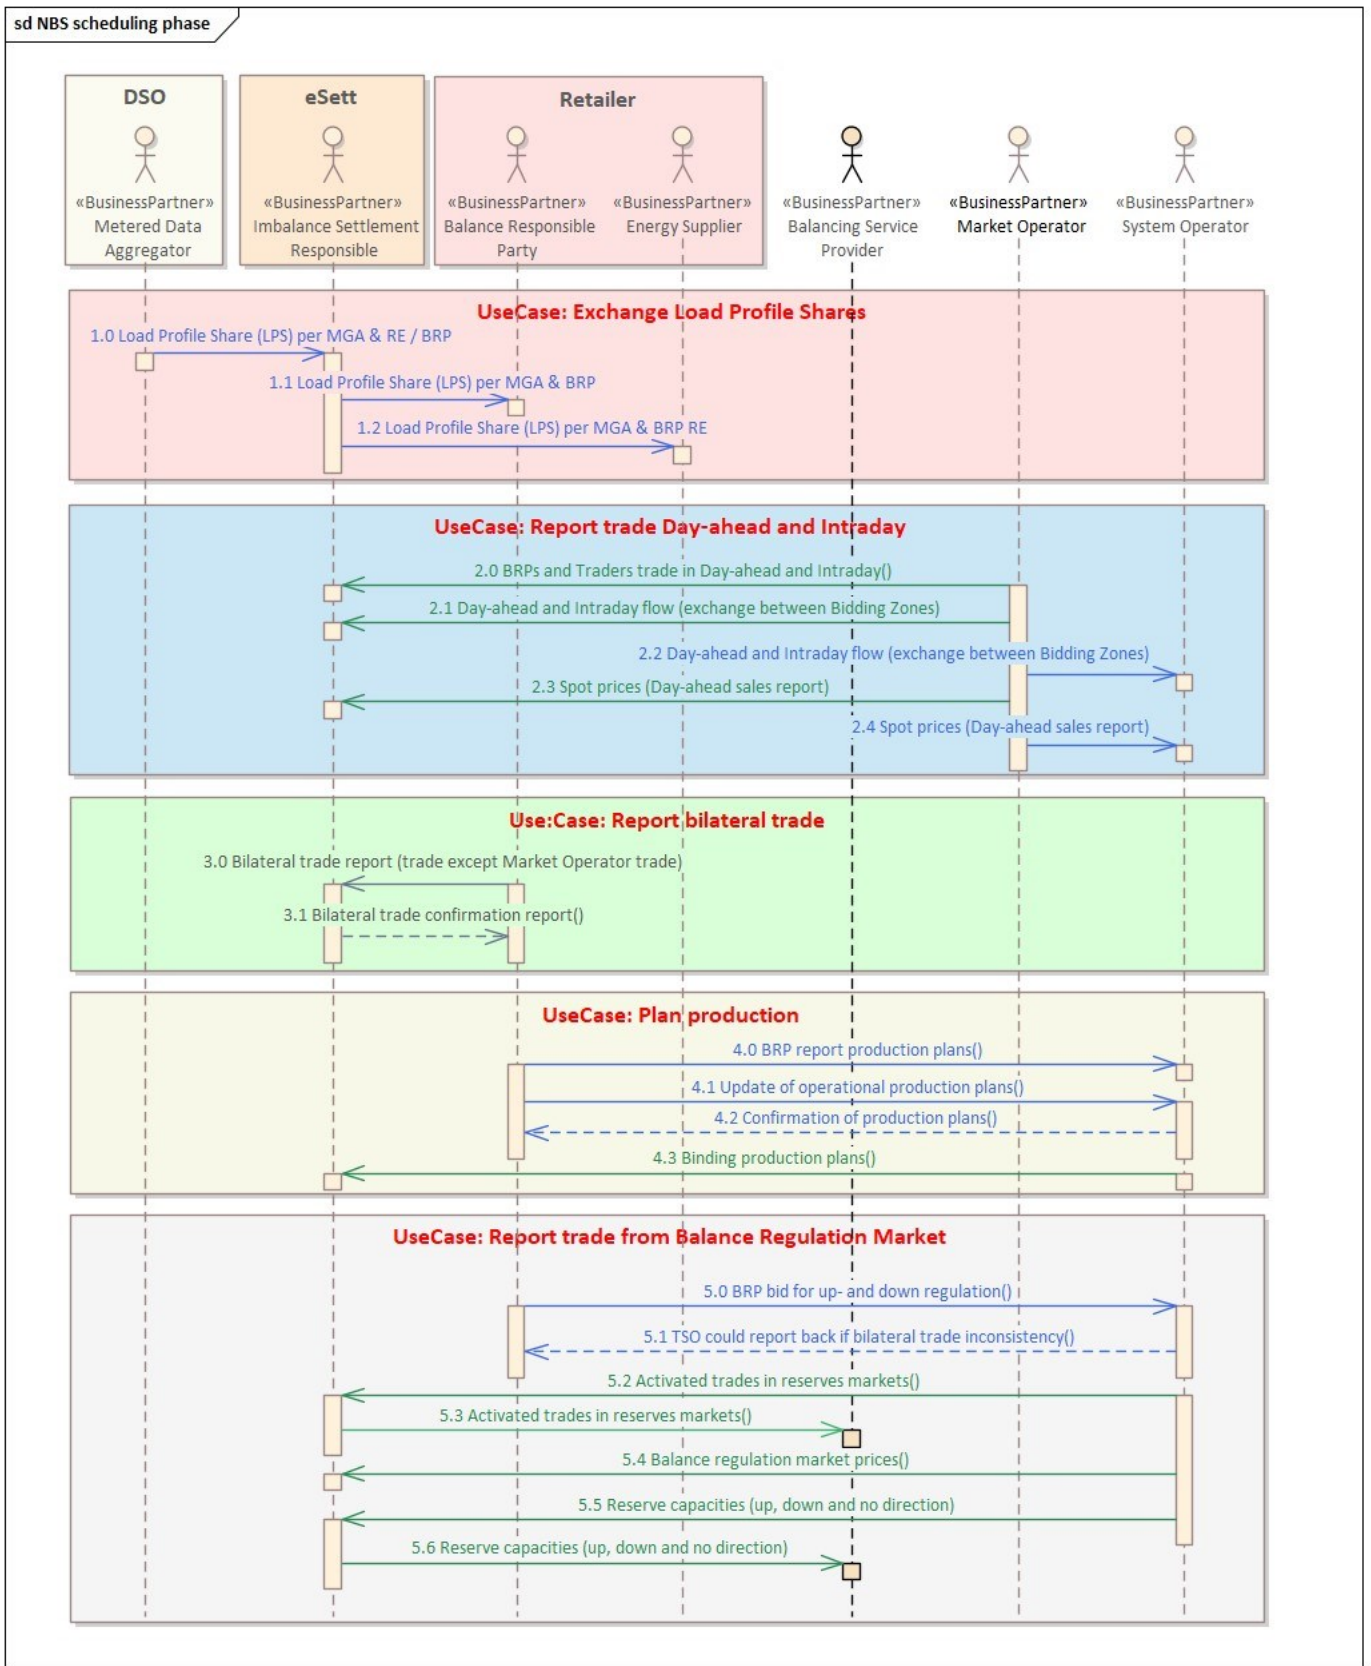 sd NBS scheduling phase
DSO
eSett
Retailer
«BusinessPartner»
Metered Data
Aggregator
«BusinessPartner»
Imbalance Settlement
Responsible
«BusinessPartner»
Balance Responsible
Party
«BusinessPartner»
Energy Supplier
«BusinessPartner»
Balancing Service
Provider
«BusinessPartner»
Market Operator
«BusinessPartner»
System Operator
UseCase: Exchange Load Profile Shares
1.0 Load Profile Share (LPS) per MGA & RE / BRP
1.1 Load Profile Share (LPS) per MGA & BRP
1.2 Load Profile Share (LPS) per MGA & BRP RE
UseCase: Report trade Day-ahead and Intraday
2.0 BRPs and Traders trade in Day-ahead and Intraday()
2.1 Day-ahead and Intraday flow (exchange between Bidding Zones)
2.2 Day-ahead and Intraday flow (exchange between Bidding Zones)
2.3 Spot prices (Day-ahead sales report)
2.4 Spot prices (Day-ahead sales report)
Use:Case: Report bilateral trade
3.0 Bilateral trade report (trade except Market Operator trade)
3.1 Bilateral trade confirmation report()
UseCase: Plan production
4.0 BRP report production plans()
4.1 Update of operational production plans()
4.2 Confirmation of production plans()
4.3 Binding production plans()
UseCase: Report trade from Balance Regulation Market
5.0 BRP bid for up- and down regulation()
5.1 TSO could report back if bilateral trade inconsistency()
5.2 Activated trades in reserves markets()
5.3 Activated trades in reserves markets()
5.4 Balance regulation market prices()
5.5 Reserve capacities (up, down and no direction)
5.6 Reserve capacities (up, down and no direction)